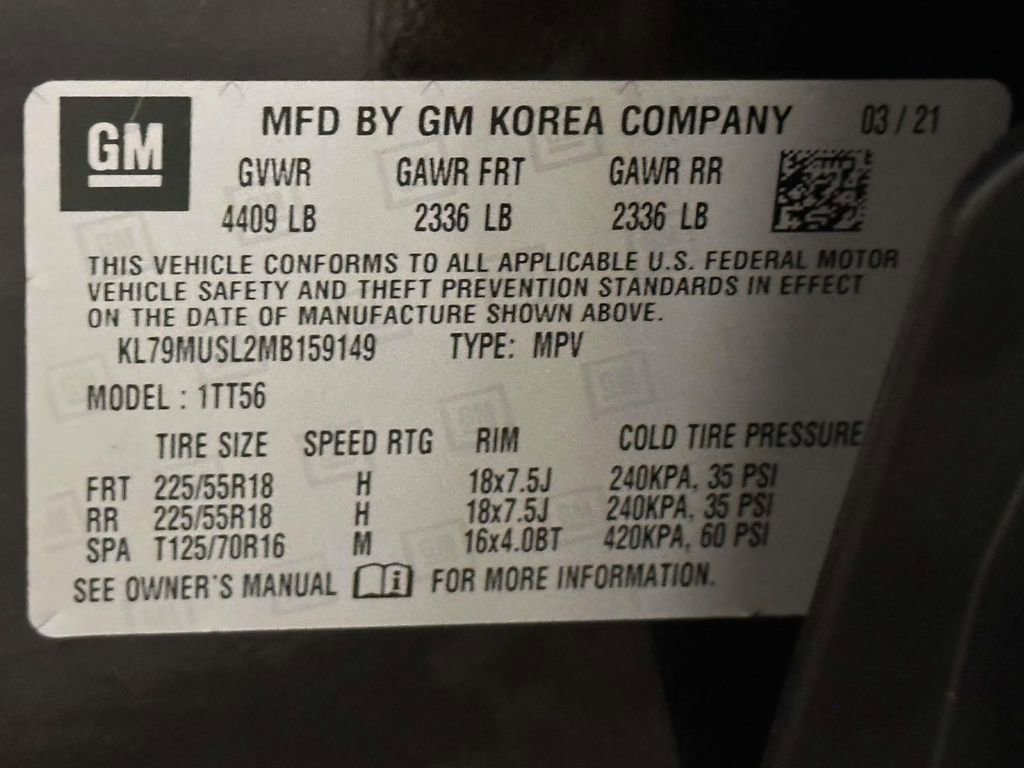 GM
MFD BY GM KOREA COMPANY 03/21
GVWR GAWR FRT GAWR RR
4409 LB 2336 LB 2336 LB
THIS VEHICLE CONFORMS TO ALL APPLICABLE U.S. FEDERAL MOTOR
VEHICLE SAFETY AND THEFT PREVENTION STANDARDS IN EFFECT
ON THE DATE OF MANUFACTURE SHOWN ABOVE.
KL79MUSL2MB159149 TYPE: MPV
MODEL : 1TT56
TIRE SIZE SPEED RTG RIM COLD TIRE PRESSURE
FRT 225/55R18 H 18x7.5J 240KPA, 35 PSI
RR 225/55R18 H 18x7.5J 240KPA, 35 PSI
SPA T125/70R16 M 16x4.0BT 420KPA, 60 PSI
SEE OWNER'S MANUAL i FOR MORE INFORMATION.